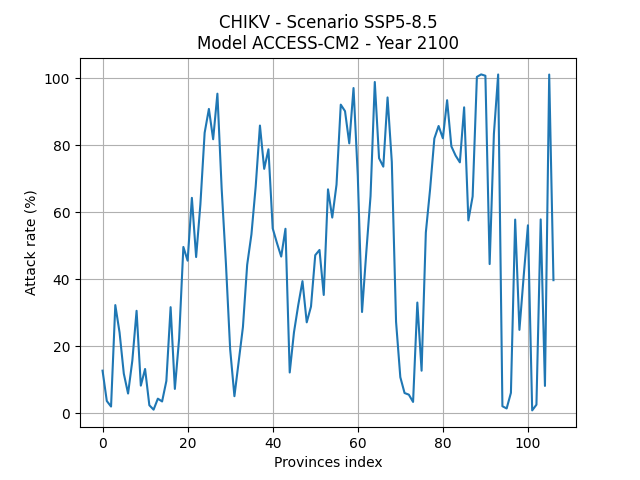 CHIKV - Scenario SSP5-8.5
Model ACCESS-CM2 - Year 2100
100
80
60
40
20
0
Attack rate (%)
0 20 40 60 80 100
Provinces index